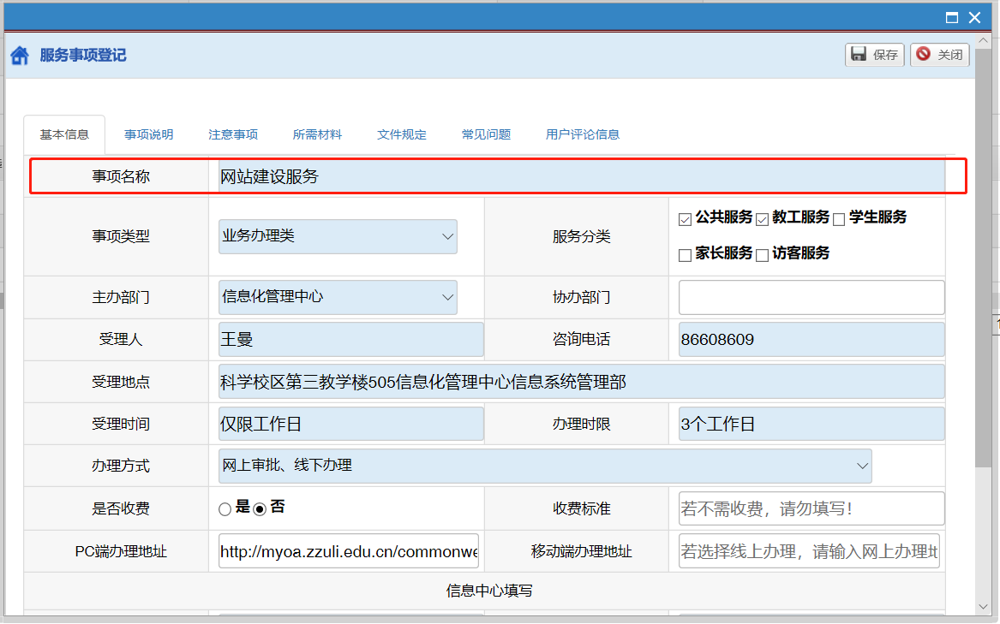 服务事项登记
保存 关闭
基本信息 事项说明 注意事项 所需材料 文件规定 常见问题 用户评论信息
事项名称 网站建设服务
事项类型 业务办理类 服务分类 公共服务 教工服务 学生服务
家长服务 访客服务
主办部门 信息化管理中心 协办部门
受理人 王曼 咨询电话 86608609
受理地点 科学校区第三教学楼505信息化管理中心信息系统管理部
受理时间 仅限工作日 办理时限 3个工作日
办理方式 网上审批、线下办理
是否收费 是 否 收费标准 若不需收费，请勿填写！
PC端办理地址 http://myoa.zzuli.edu.cn/commonwe 移动端办理地址 若选择线上办理，请输入网上办理地
信息中心填写